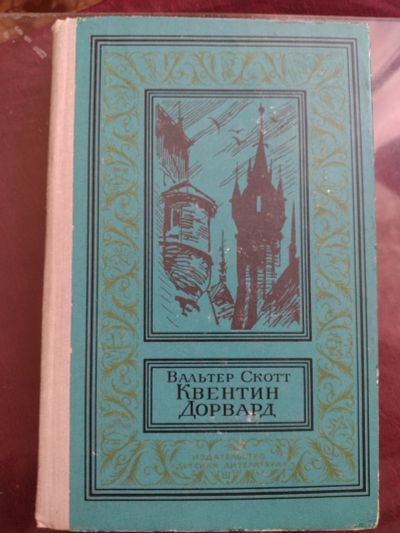 Вальтер Скотт
Квентин
Дорвард
ИЗДАТЕЛЬСТВО
«ДЕТСКАЯ ЛИТЕРАТУРА»